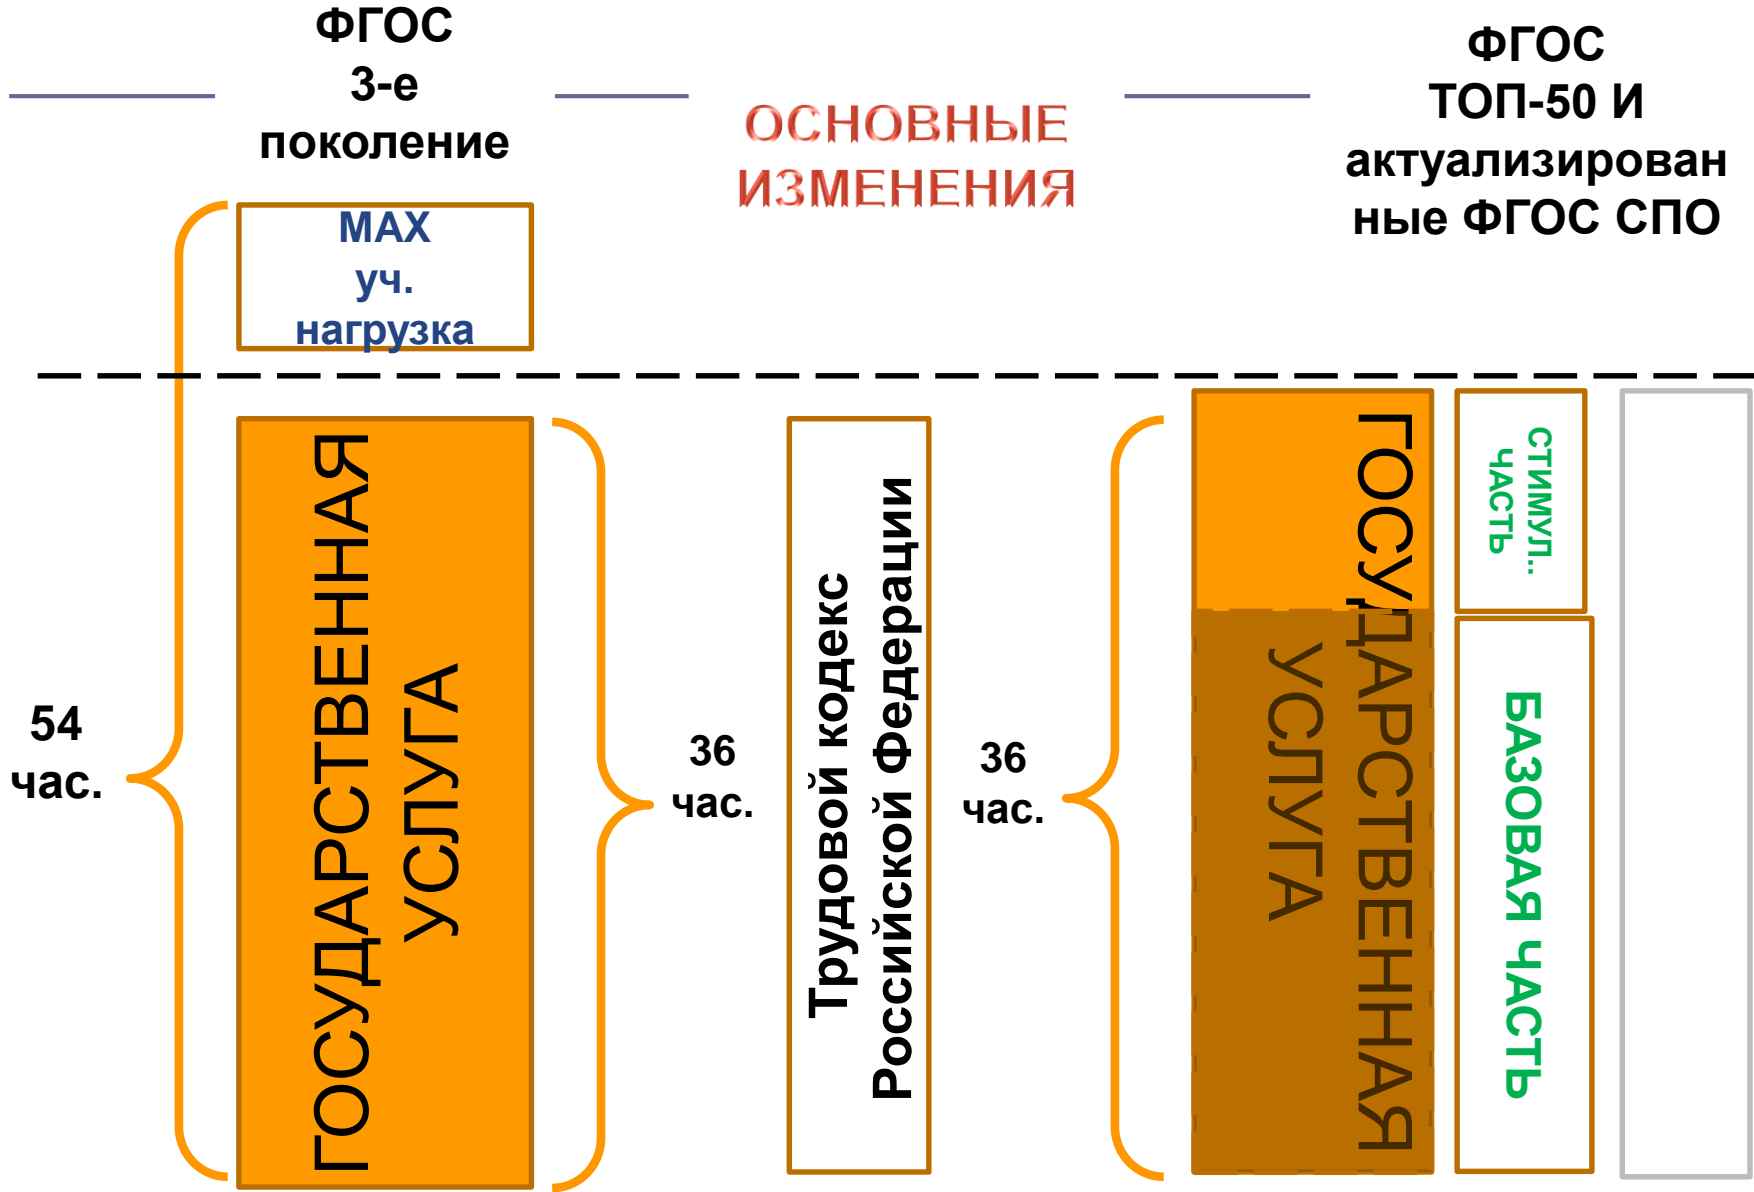 ФГОС
3-е
поколение
ОСНОВНЫЕ
ИЗМЕНЕНИЯ
ФГОС
ТОП-50 И
актуализирован
ные ФГОС СПО
МАХ
уч.
нагрузка
54
час.
ГОСУДАРСТВЕННАЯ
УСЛУГА
36
час.
Трудовой кодекс
Российской Федерации
36
час.
ГОСУДАРСТВЕННАЯ
УСЛУГА
СТИМУЛ..
ЧАСТЬ
БАЗОВАЯ ЧАСТЬ